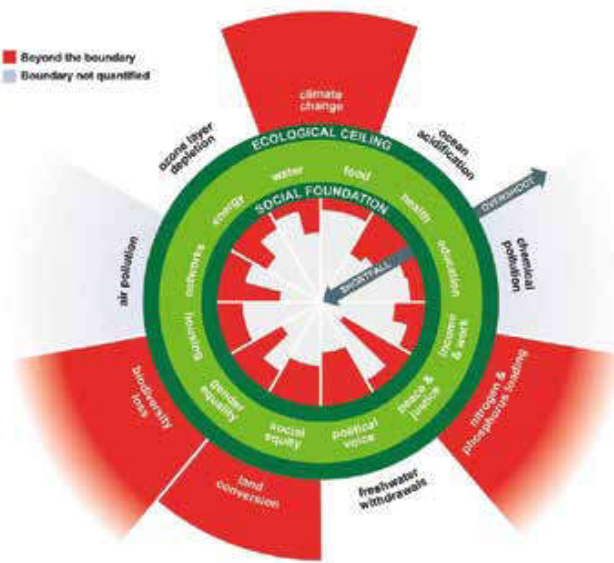 Beyond the boundary
Boundary not quantified
climate
change
ozone layer
depletion
ECOLOGICAL CEILING
ocean
acidification
water
food
energy
SOCIAL FOUNDATION
health
OVERSHOOT
networks
education
SHORTFALL
air pollution
chemical
pollution
housing
income
& work
biodiversity
loss
gender
equality
peace &
justice
nitrogen &
phosphorus loading
social
equity
political
voice
land
conversion
freshwater
withdrawals